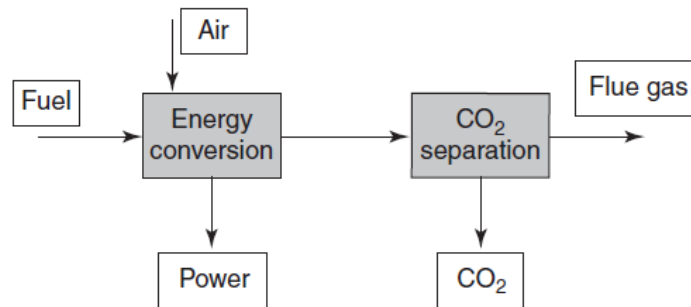 Air
Fuel
Energy
conversion
CO₂
separation
Flue gas
Power
CO₂